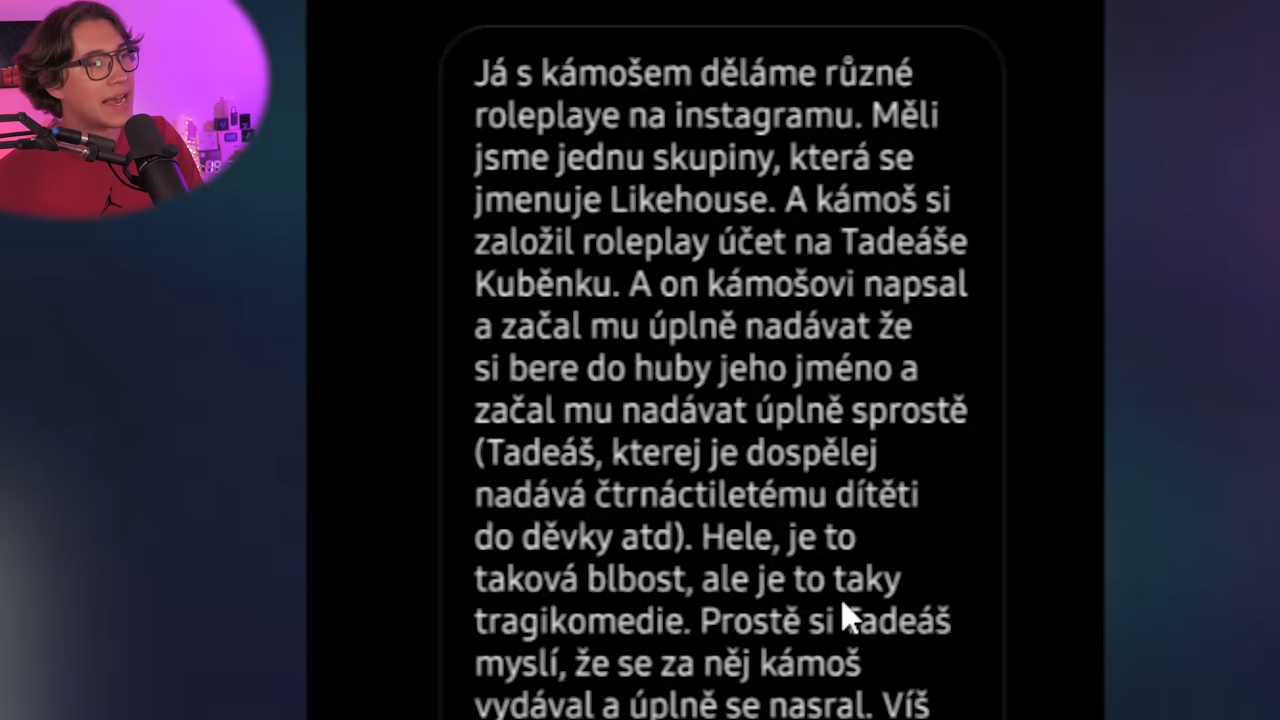 Já s kámošem děláme různé
roleplaye na instagramu. Měli
jsme jednu skupiny, která se
jmenuje Likehouse. A kámoš si
založil roleplay účet na Tadeáše
Kuběnku. A on kámošovi napsal
a začal mu úplně nadávat že
si bere do huby jeho jméno a
začal mu nadávat úplně sprostě
(Tadeáš, kterej je dospělej
nadává čtrnáctiletému dítěti
do děvky atd). Hele, je to
taková blbost, ale je to taky
tragikomedie. Prostě si Tadeáš
myslí, že se za něj kámoš
vydával a úplně se nasral. Víš